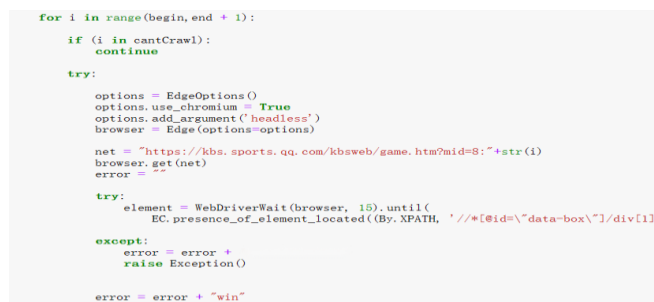 for i in range(begin, end + 1):
if (i in cantCrawl):
continue
try:
options = EdgeOptions()
options.use_chromium = True
options.add_argument('headless')
browser = Edge(options=options)
net = "https://kbs.sports.qq.com/kbsweb/game.htm?mid=8:"+str(i)
browser.get(net)
error = ""
try:
element = WebDriverWait(browser, 15).until(
EC.presence_of_element_located((By.XPATH, '//*[@id=\"data-box\"]/div[1]
except:
error = error +
raise Exception()
error = error + "win"